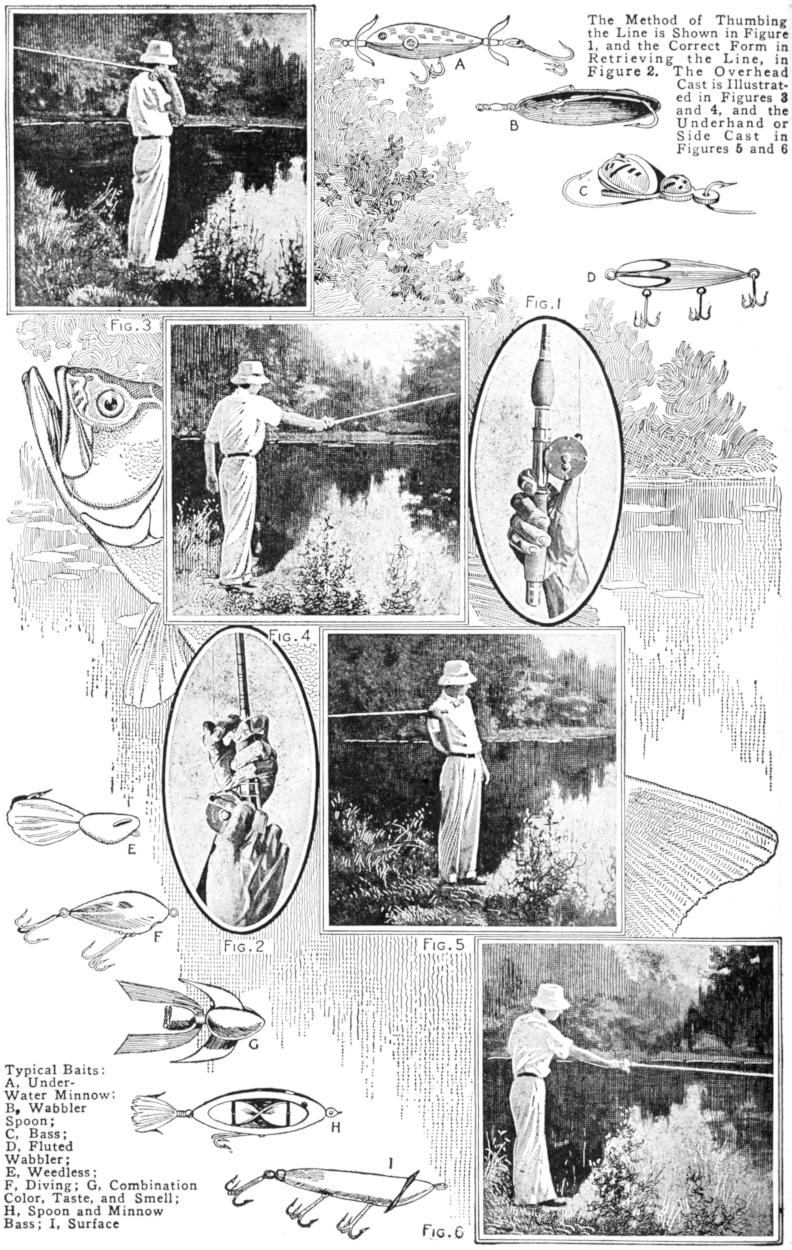 The Method of Thumbing
the Line is Shown in Figure
1, and the Correct Form in
Retrieving the Line, in
Figure 2. The Overhead
Cast is Illustrat-
ed in Figures 3
and 4, and the
Underhand or
Side Cast in
Figures 5 and 6
A
B
C
D
FIG. 1
FIG. 3
FIG. 4
E
F
FIG. 2
FIG. 5
G
H
I
FIG. 6
Typical Baits:
A, Under-
Water Minnow;
B, Wabbler
Spoon;
C, Bass;
D, Fluted
Wabbler;
E, Weedless;
F, Diving; G, Combination
Color, Taste, and Smell;
H, Spoon and Minnow
Bass; I, Surface